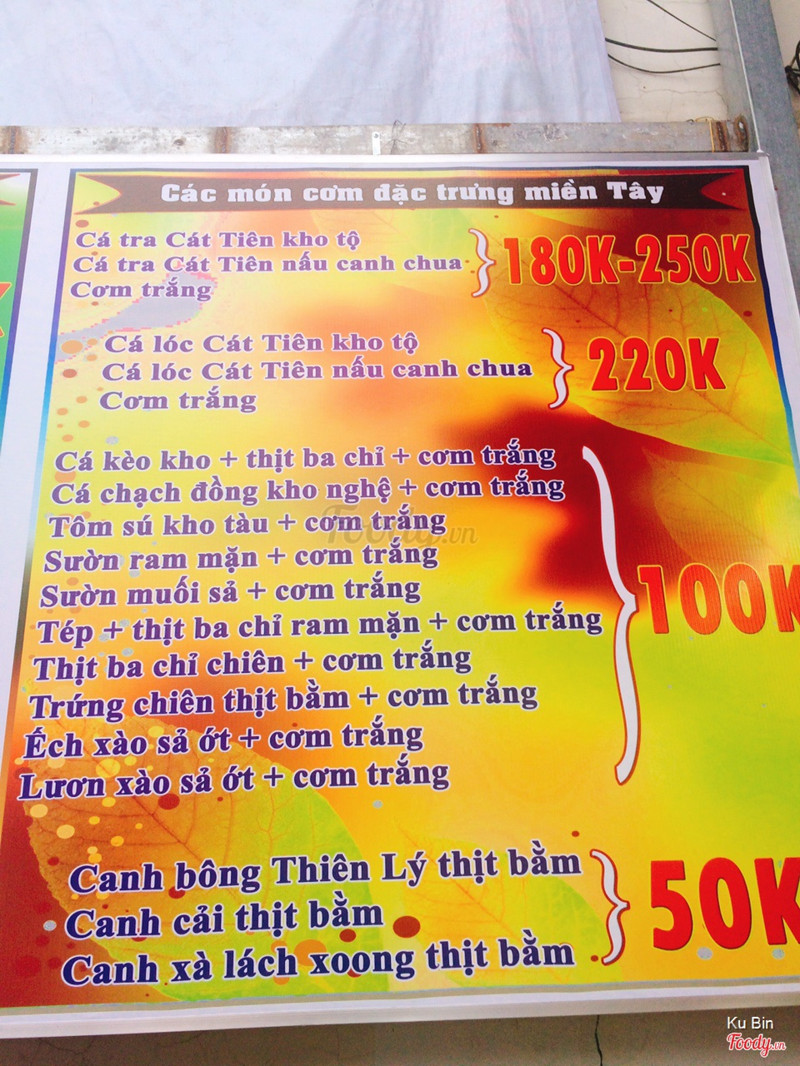 Các món cơm đặc trưng miền Tây
Cá tra Cát Tiên kho tộ
Cá tra Cát Tiên nấu canh chua
Cơm trắng
180K-250K
Cá lóc Cát Tiên kho tộ
Cá lóc Cát Tiên nấu canh chua
Cơm trắng
220K
Cá kèo kho + thịt ba chỉ + cơm trắng
Cá chạch đồng kho nghệ + cơm trắng
Tôm sú kho tàu + cơm trắng
Sườn ram mặn + cơm trắng
Sườn muối sả + cơm trắng
Tép + thịt ba chỉ ram mặn + cơm trắng
Thịt ba chỉ chiên + cơm trắng
Trứng chiên thịt bằm + cơm trắng
Ếch xào sả ớt + cơm trắng
Lươn xào sả ớt + cơm trắng
100K
Canh bông Thiên Lý thịt bằm
Canh cải thịt bằm
Canh xà lách xoong thịt bằm
50K
Foody.vn
Ku Bin
Foody.vn